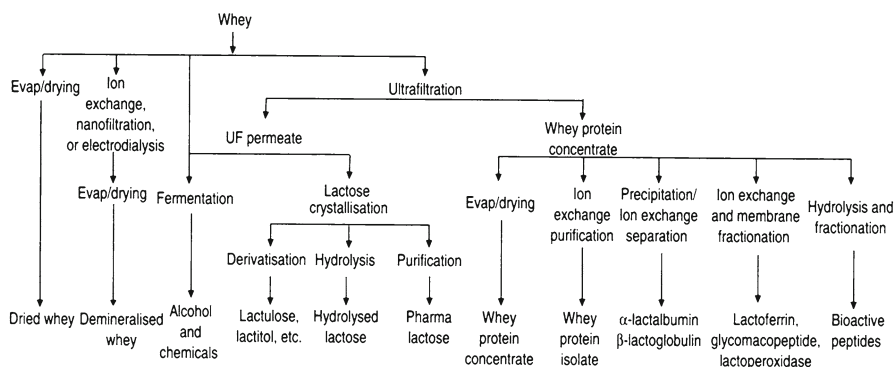 Whey
Evap/drying
Ion
exchange,
nanofiltration,
or electrodialysis
Ultrafiltration
UF permeate
Whey protein
concentrate
Evap/drying
Fermentation
Lactose
crystallisation
Evap/drying
Ion
exchange
purification
Precipitation/
Ion exchange
separation
Ion exchange
and membrane
fractionation
Hydrolysis and
fractionation
Derivatisation
Hydrolysis
Purification
Dried whey
Demineralised
whey
Alcohol
and
chemicals
Lactulose,
lactitol, etc.
Hydrolysed
lactose
Pharma
lactose
Whey
protein
concentrate
Whey
protein
isolate
α-lactalbumin
β-lactoglobulin
Lactoferrin,
glycomacopeptide,
lactoperoxidase
Bioactive
peptides